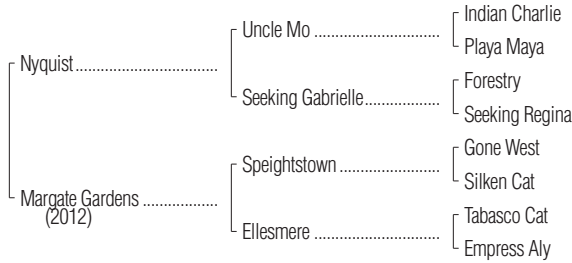 Indian Charlie
Uncle Mo ................................
Playa Maya
Nyquist....................................
Forestry
Seeking Gabrielle...................
Seeking Regina
Gone West
Speightstown .........................
Silken Cat
Margate Gardens ...................
(2012)
Tabasco Cat
Ellesmere ................................
Empress Aly